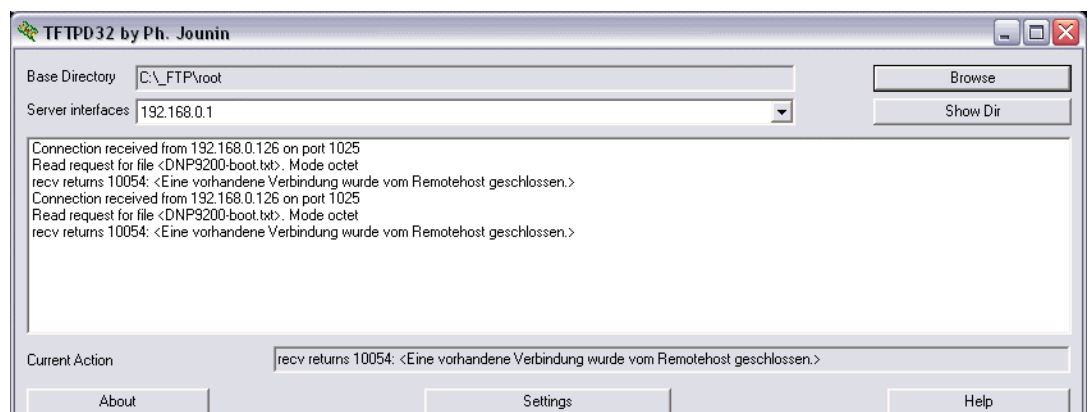 TFTPD32 by Ph. Jounin
Base Directory C:\_FTP\root Browse
Server interfaces 192.168.0.1 Show Dir
Connection received from 192.168.0.126 on port 1025
Read request for file <DNP9200-boot.txt>. Mode octet
recv returns 10054: <Eine vorhandene Verbindung wurde vom Remotehost geschlossen.>
Connection received from 192.168.0.126 on port 1025
Read request for file <DNP9200-boot.txt>. Mode octet
recv returns 10054: <Eine vorhandene Verbindung wurde vom Remotehost geschlossen.>
Current Action recv returns 10054: <Eine vorhandene Verbindung wurde vom Remotehost geschlossen.>
About Settings Help